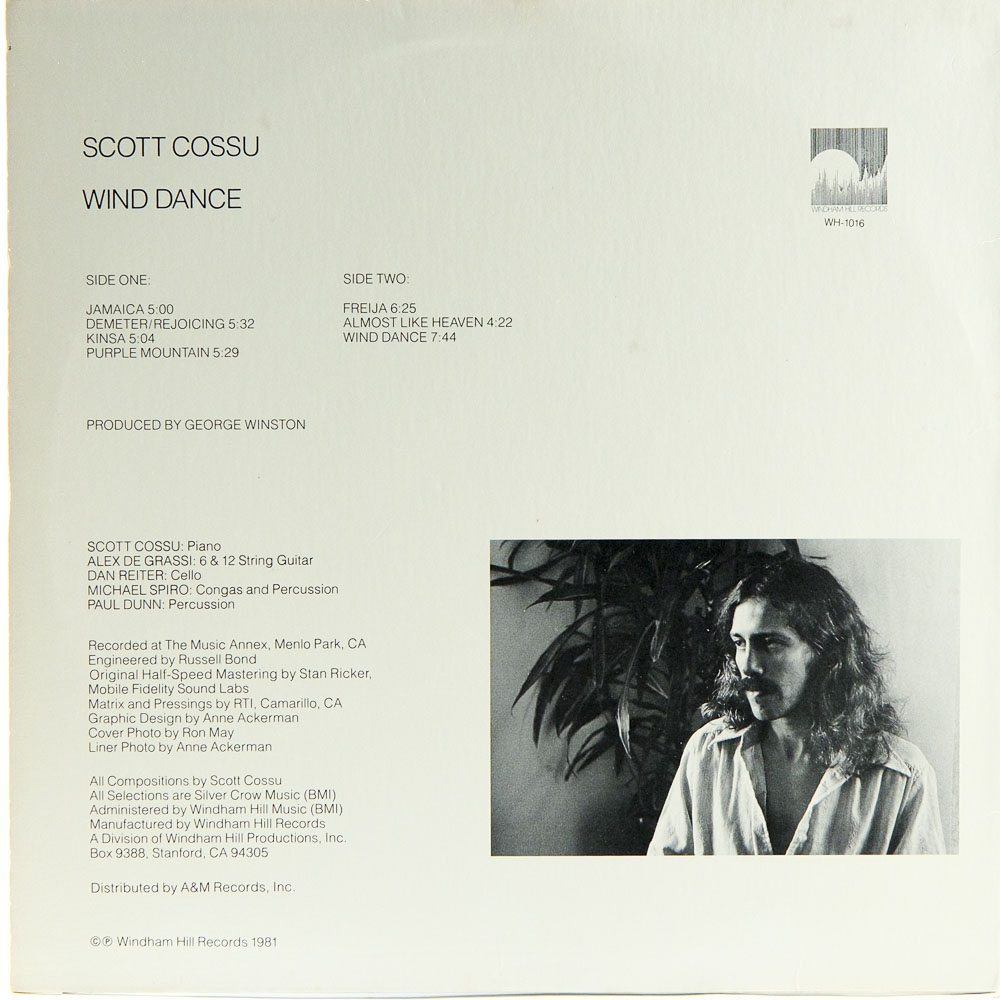 SCOTT COSSU
WIND DANCE
WINDHAM HILL RECORDS
WH-1016
SIDE ONE:
JAMAICA 5:00
DEMETER/REJOICING 5:32
KINSA 5:04
PURPLE MOUNTAIN 5:29
SIDE TWO:
FREIJA 6:25
ALMOST LIKE HEAVEN 4:22
WIND DANCE 7:44
PRODUCED BY GEORGE WINSTON
SCOTT COSSU: Piano
ALEX DE GRASSI: 6 & 12 String Guitar
DAN REITER: Cello
MICHAEL SPIRO: Congas and Percussion
PAUL DUNN: Percussion
Recorded at The Music Annex, Menlo Park, CA
Engineered by Russell Bond
Original Half-Speed Mastering by Stan Ricker,
Mobile Fidelity Sound Labs
Matrix and Pressings by RTI, Camarillo, CA
Graphic Design by Anne Ackerman
Cover Photo by Ron May
Liner Photo by Anne Ackerman
All Compositions by Scott Cossu
All Selections are Silver Crow Music (BMI)
Administered by Windham Hill Music (BMI)
Manufactured by Windham Hill Records
A Division of Windham Hill Productions, Inc.
Box 9388, Stanford, CA 94305
Distributed by A&M Records, Inc.
©℗ Windham Hill Records 1981